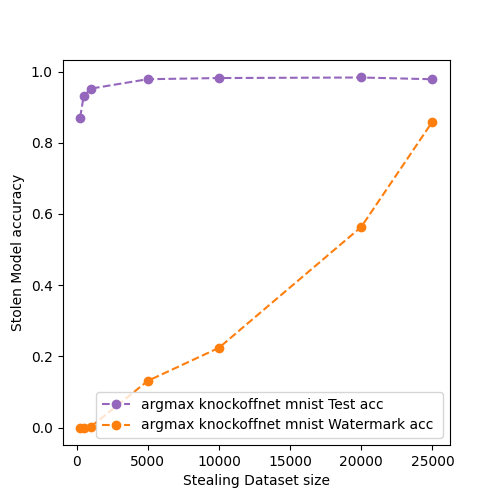 1.0
0.8
0.6
0.4
0.2
0.0
Stolen Model accuracy
argmax knockoffnet mnist Test acc
argmax knockoffnet mnist Watermark acc
0 5000 10000 15000 20000 25000
Stealing Dataset size